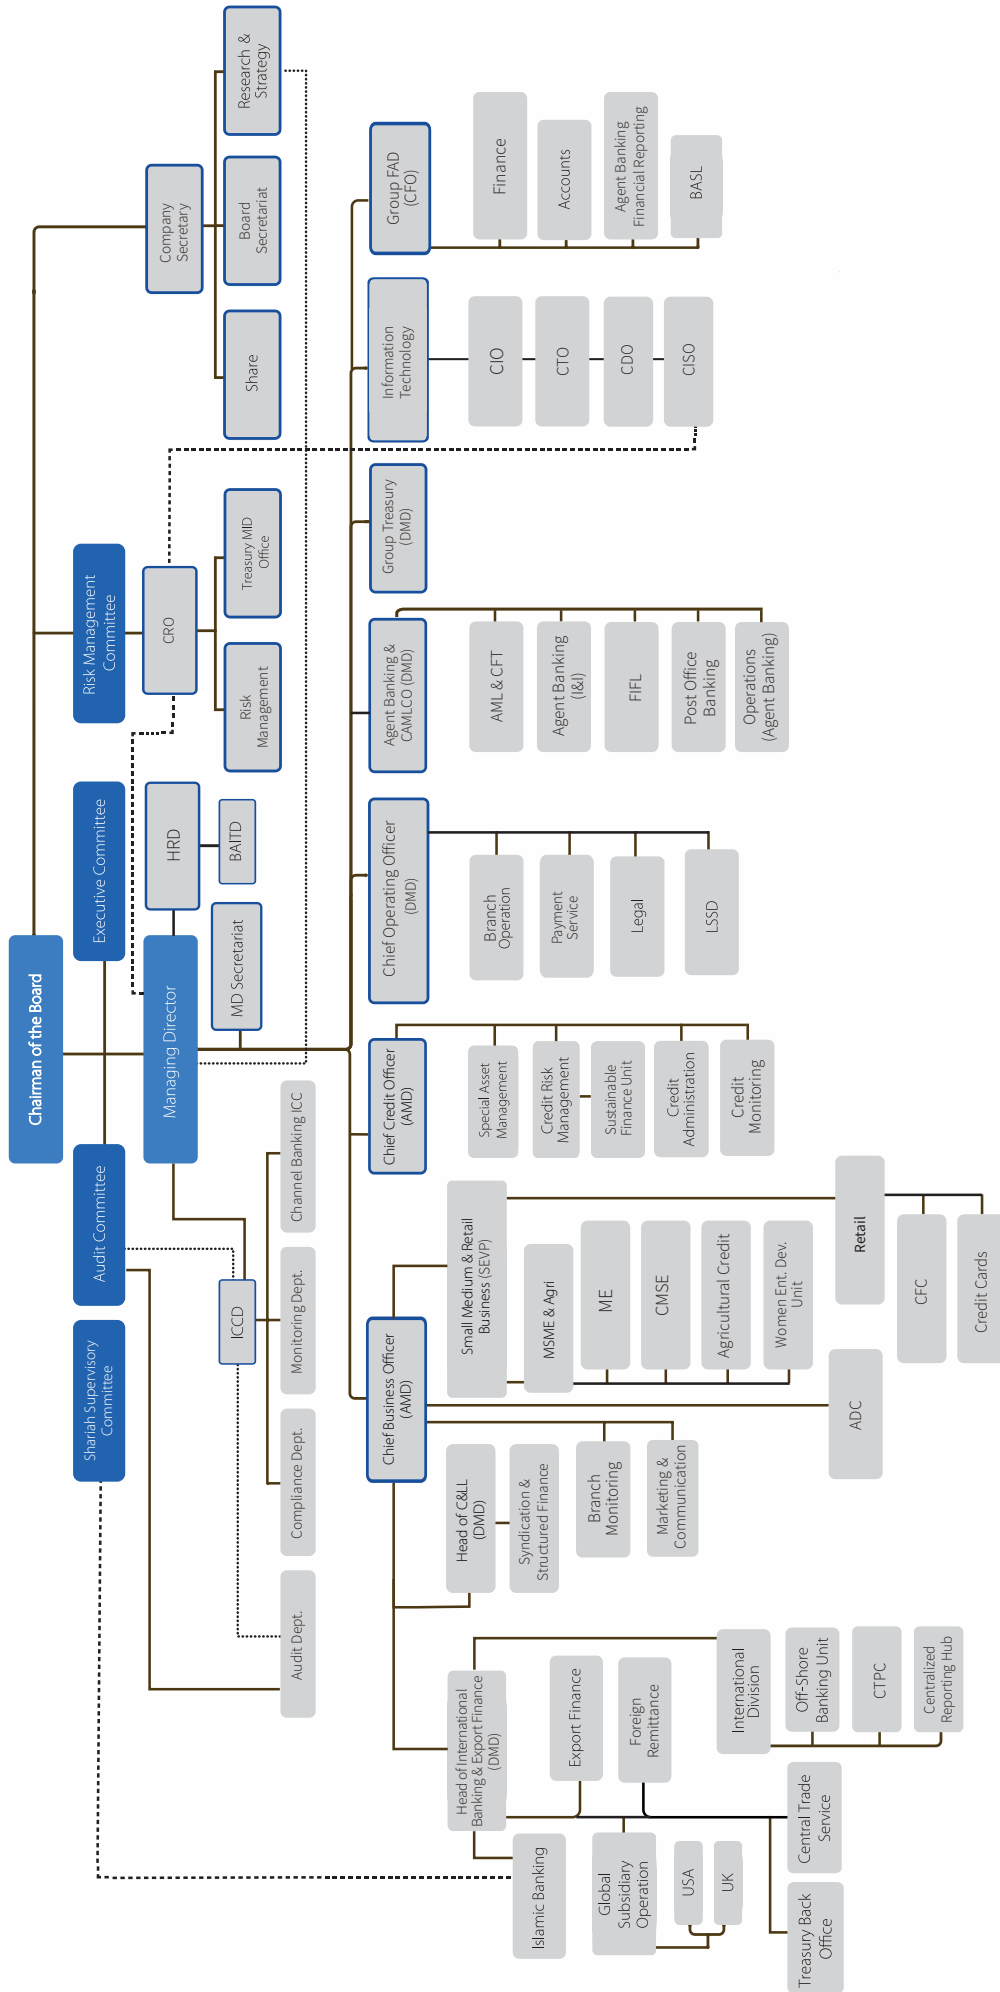 Chairman of the Board
Shariah Supervisory
Committee
Audit Committee
Executive Committee
Risk Management
Committee
Managing Director
HRD
CRO
Company
Secretary
ICCD
MD Secretariat
BAITD
Risk
Management
Treasury MID
Office
Share
Board
Secretariat
Research &
Strategy
Audit Dept.
Compliance Dept.
Monitoring Dept.
Channel Banking ICC
Chief Business Officer
(AMD)
Chief Credit Officer
(AMD)
Chief Operating Officer
(DMD)
Agent Banking &
CAMLCO (DMD)
Group Treasury
(DMD)
Information
Technology
Group FAD
(CFO)
Head of International
Banking & Export Finance
(DMD)
Islamic Banking
Export Finance
Foreign
Remittance
Global
Subsidiary
Operation
USA
UK
International
Division
Off-Shore
Banking Unit
CTPC
Centralized
Reporting Hub
Central Trade
Service
Treasury Back
Office
Head of C&LL
(DMD)
Syndication &
Structured Finance
Branch
Monitoring
Marketing &
Communication
ADC
Small Medium & Retail
Business (SEVP)
MSME & Agri
ME
CMSE
Agricultural Credit
Women Ent. Dev.
Unit
Retail
CFC
Credit Cards
Special Asset
Management
Credit Risk
Management
Sustainable
Finance Unit
Credit
Administration
Credit
Monitoring
Branch
Operation
Payment
Service
Legal
LSSD
AML & CFT
Agent Banking
(I&I)
FIFL
Post Office
Banking
Operations
(Agent Banking)
CIO
CTO
CDO
CISO
Finance
Accounts
Agent Banking
Financial Reporting
BASL